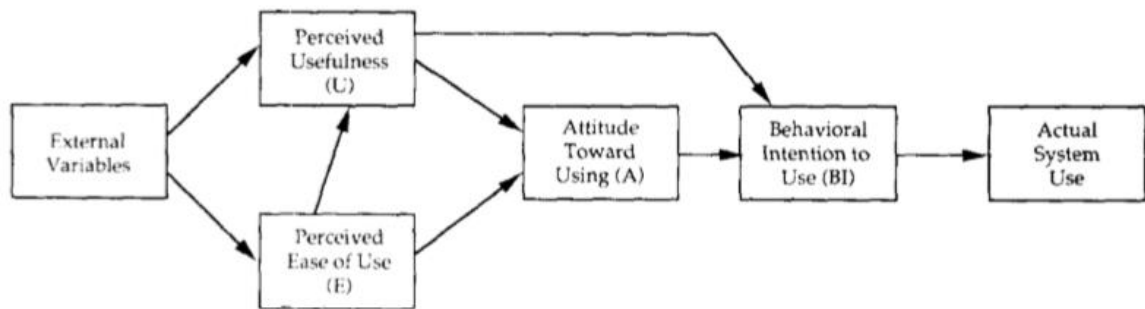 External
Variables
Perceived
Usefulness
(U)
Perceived
Ease of Use
(E)
Attitude
Toward
Using (A)
Behavioral
Intention to
Use (BI)
Actual
System
Use